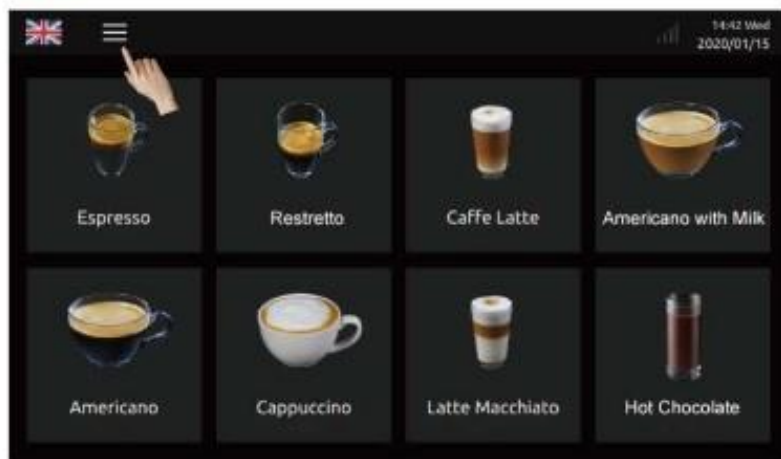 14:42 Wed
2020/01/15
Espresso
Restretto
Caffe Latte
Americano with Milk
Americano
Cappuccino
Latte Macchiato
Hot Chocolate